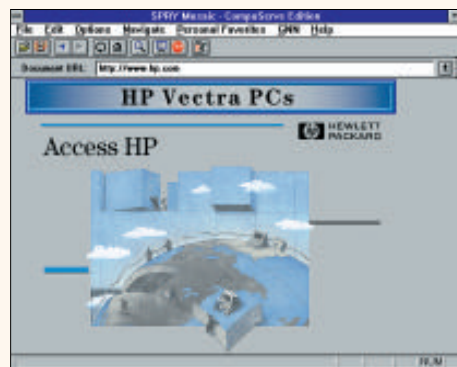 SPRY Mosaic - CompuServe Edition
File Edit Options Navigate Personal Favorites GNN Help
Document URL: http://www.hp.com
HP Vectra PCs
HEWLETT
PACKARD
Access HP
NUM